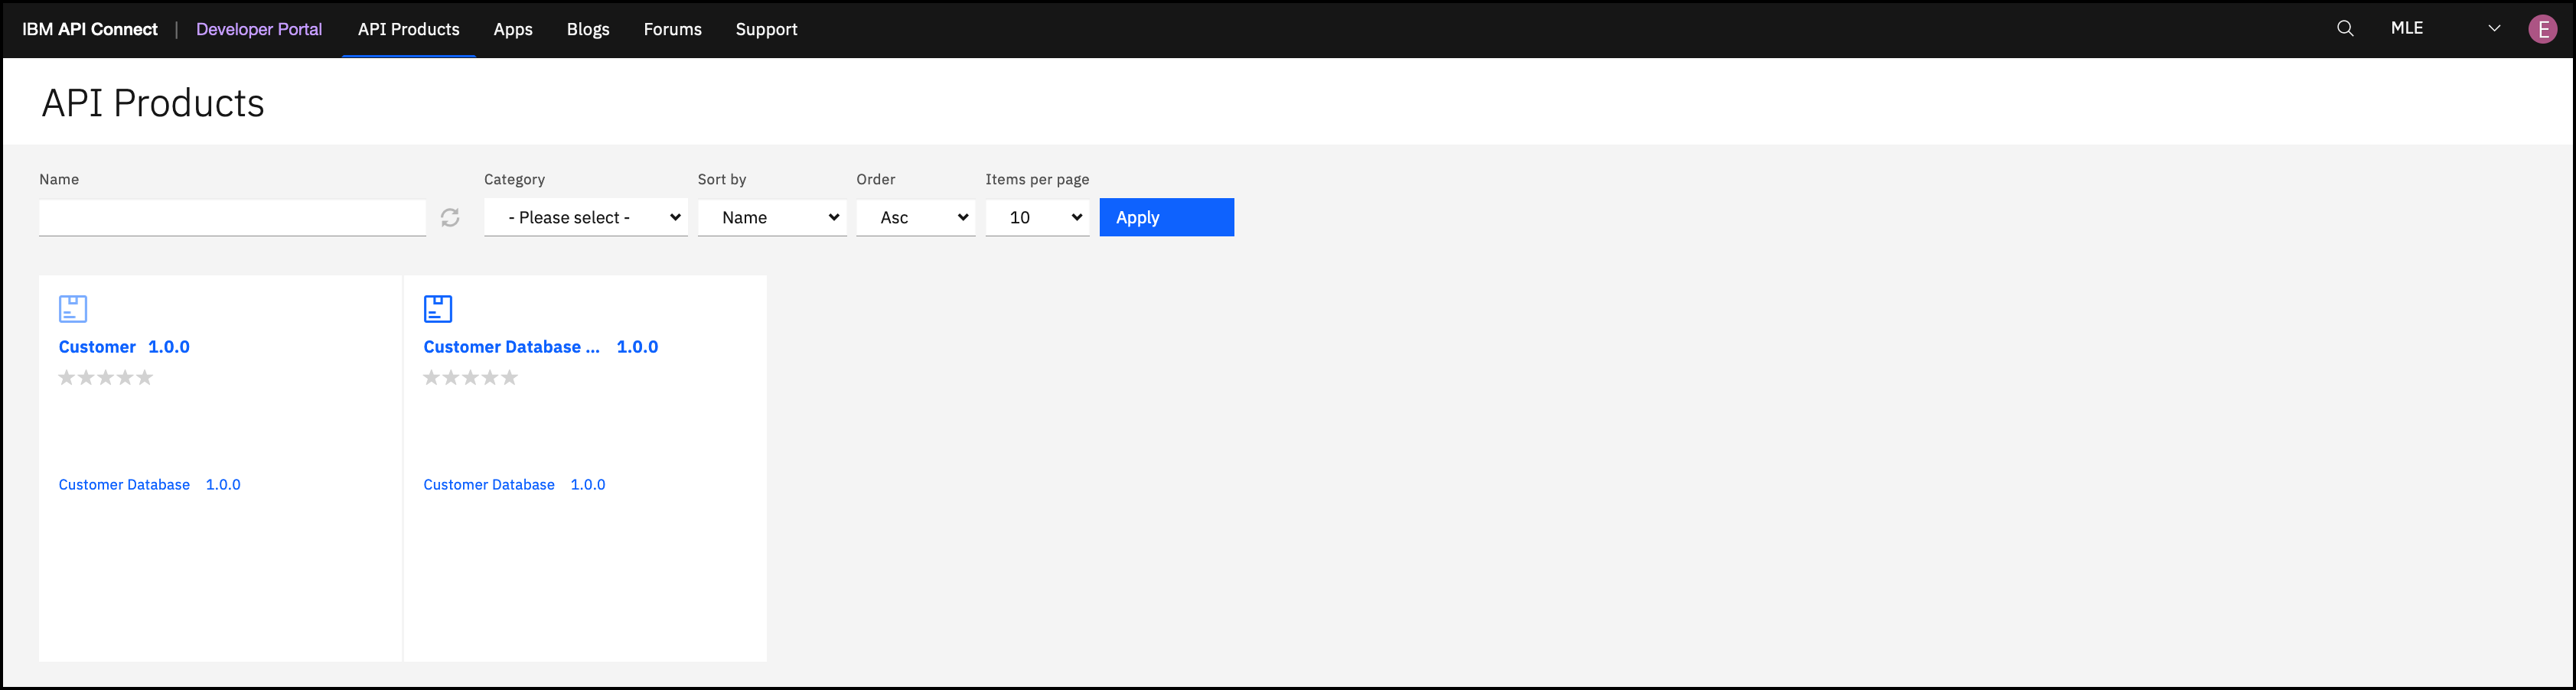 IBM API Connect | Developer Portal API Products Apps Blogs Forums Support MLE E
API Products
Name Category Sort by Order Items per page
- Please select - Name Asc 10 Apply
Customer 1.0.0
Customer Database ... 1.0.0
Customer Database 1.0.0
Customer Database 1.0.0